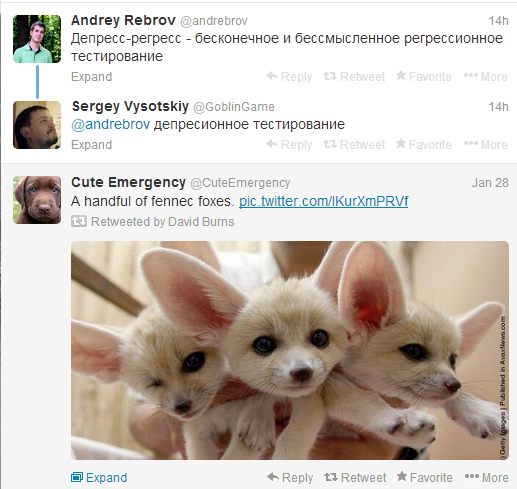 Andrey Rebrov @andrebrov 14h
Депресс-регресс - бесконечное и бессмысленное регрессионное
тестирование
Expand Reply Retweet Favorite More
Sergey Vysotskiy @GoblinGame 14h
@andrebrov депресионное тестирование
Expand Reply Retweet Favorite More
Cute Emergency @CuteEmergency Jan 28
A handful of fennec foxes. pic.twitter.com/lKurXmPRVf
Retweeted by David Burns
© Getty Images | Published in AvaxNews.com
Expand Reply Retweet Favorite More